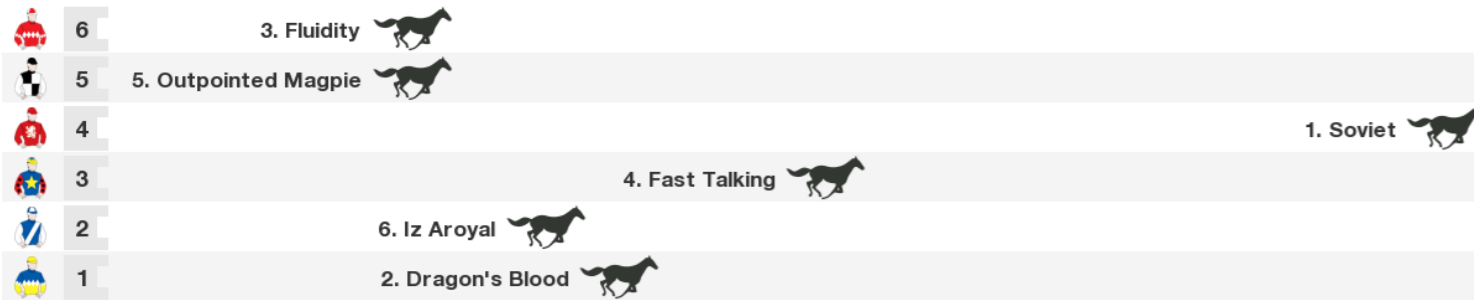 6 3. Fluidity
5 5. Outpointed Magpie
4 1. Soviet
3 4. Fast Talking
2 6. Iz Aroyal
1 2. Dragon's Blood